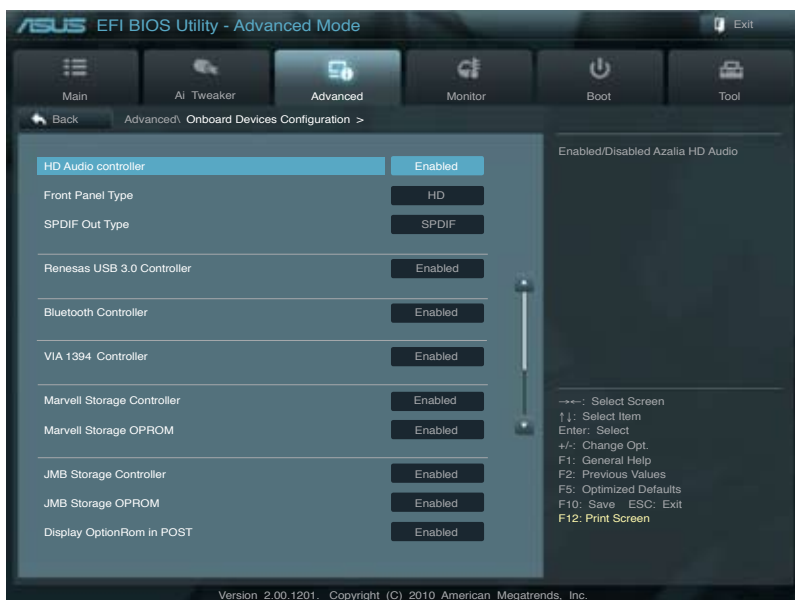 ASUS EFI BIOS Utility - Advanced Mode
Exit
Main
Ai Tweaker
Advanced
Monitor
Boot
Tool
Back
Advanced\ Onboard Devices Configuration >
HD Audio controller Enabled
Front Panel Type HD
SPDIF Out Type SPDIF
Renesas USB 3.0 Controller Enabled
Bluetooth Controller Enabled
VIA 1394 Controller Enabled
Marvell Storage Controller Enabled
Marvell Storage OPROM Enabled
JMB Storage Controller Enabled
JMB Storage OPROM Enabled
Display OptionRom in POST Enabled
Enabled/Disabled Azalia HD Audio
→←: Select Screen
↑↓: Select Item
Enter: Select
+/-: Change Opt.
F1: General Help
F2: Previous Values
F5: Optimized Defaults
F10: Save ESC: Exit
F12: Print Screen
Version 2.00.1201. Copyright (C) 2010 American Megatrends, Inc.